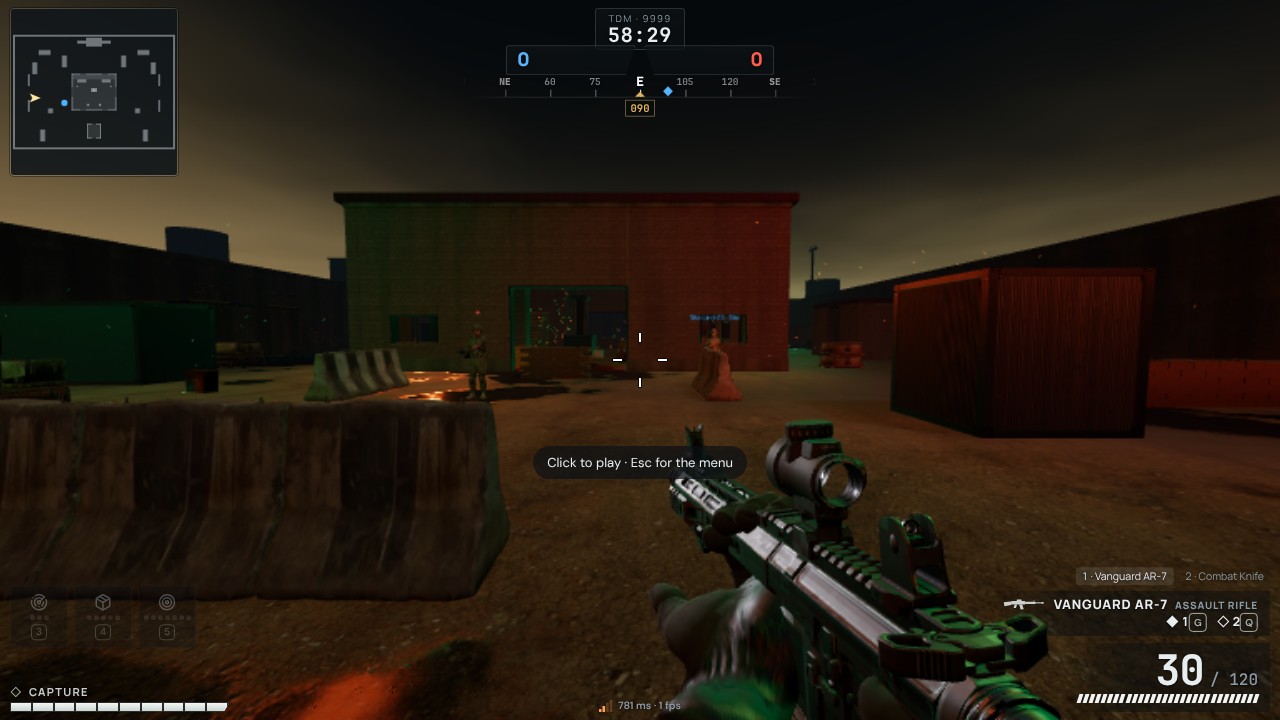 TDM · 9999
58:29
0
0
NE 60 75 E 105 120 SE
090
Click to play · Esc for the menu
1 · Vanguard AR-7 2 · Combat Knife
VANGUARD AR-7 ASSAULT RIFLE
1 G 2 Q
3 4 5
30 / 120
CAPTURE
781 ms · 1 fps